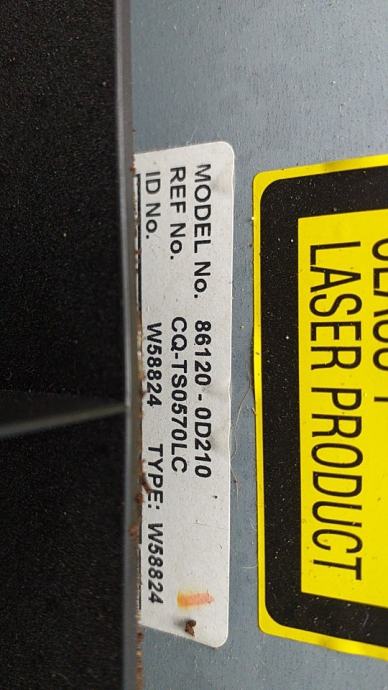 MODEL No. 86120 - 0D210
REF No. CQ-TS0570LC
ID No. W58824 TYPE: W58824
LASER PRODUCT